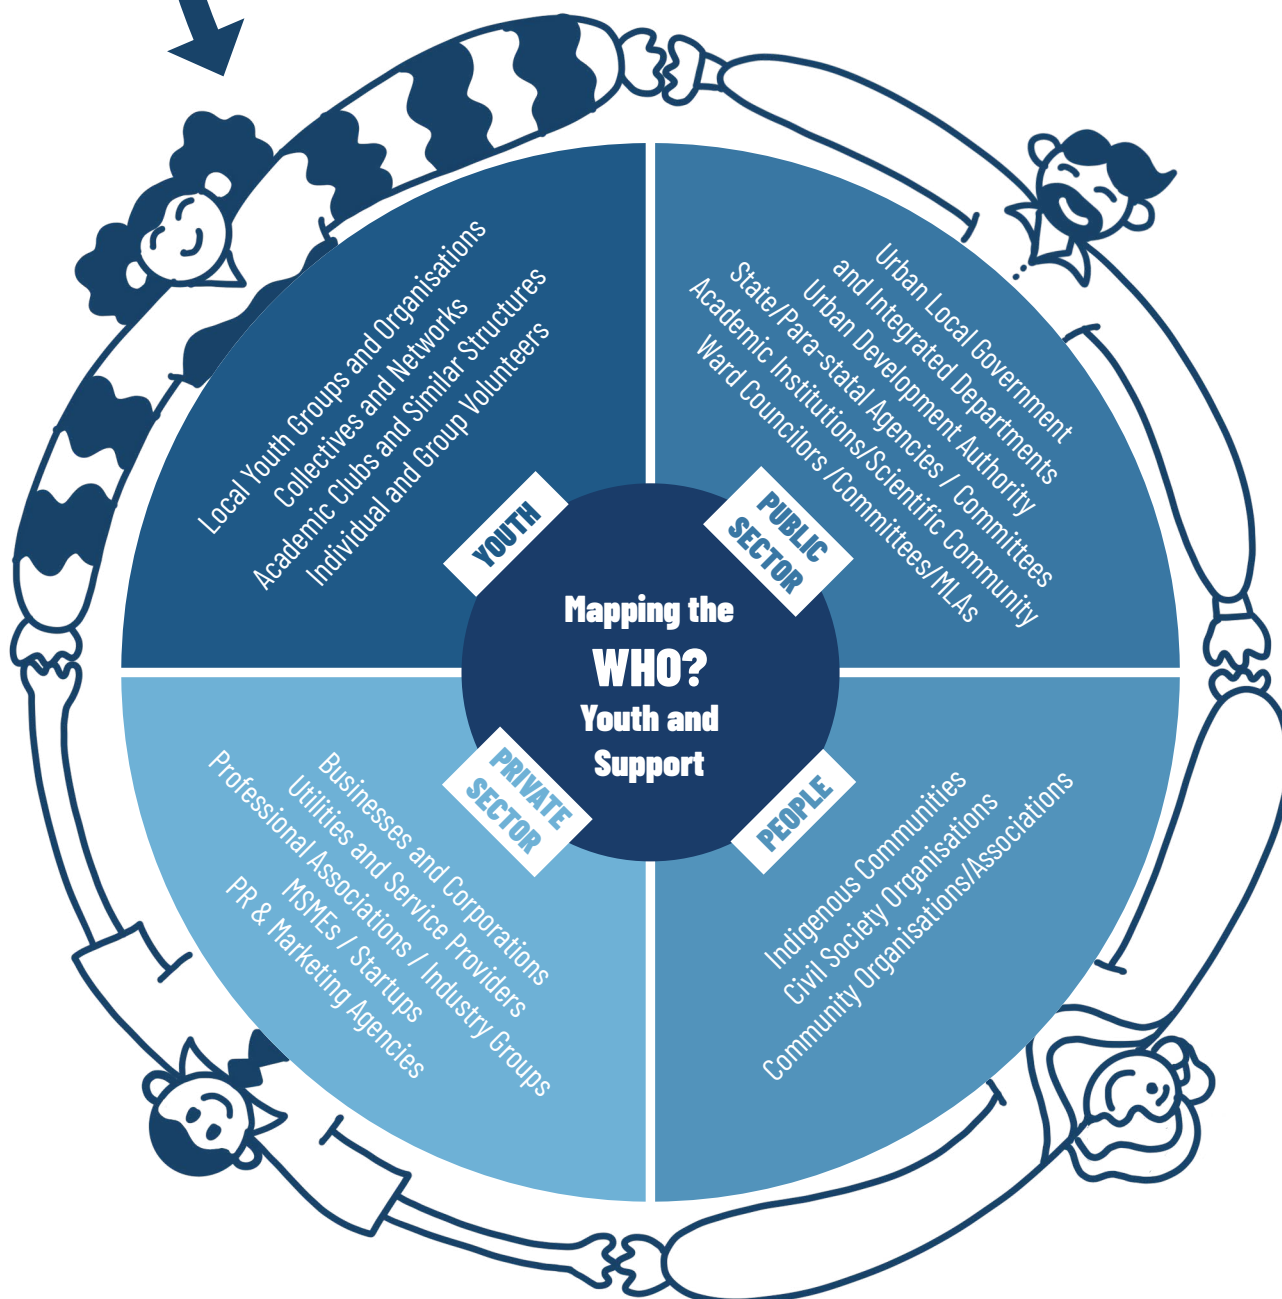 Local Youth Groups and Organisations
Collectives and Networks
Academic Clubs and Similar Structures
Individual and Group Volunteers
YOUTH
Urban Local Government
and Integrated Departments
Urban Development Authority
State/Para-statal Agencies / Committees
Academic Institutions/Scientific Community
Ward Councilors /Committees/MLAs
PUBLIC
SECTOR
Mapping the
WHO?
Youth and
Support
PRIVATE
SECTOR
Businesses and Corporations
Utilities and Service Providers
Professional Associations / Industry Groups
MSMEs / Startups
PR & Marketing Agencies
PEOPLE
Indigenous Communities
Civil Society Organisations
Community Organisations/Associations